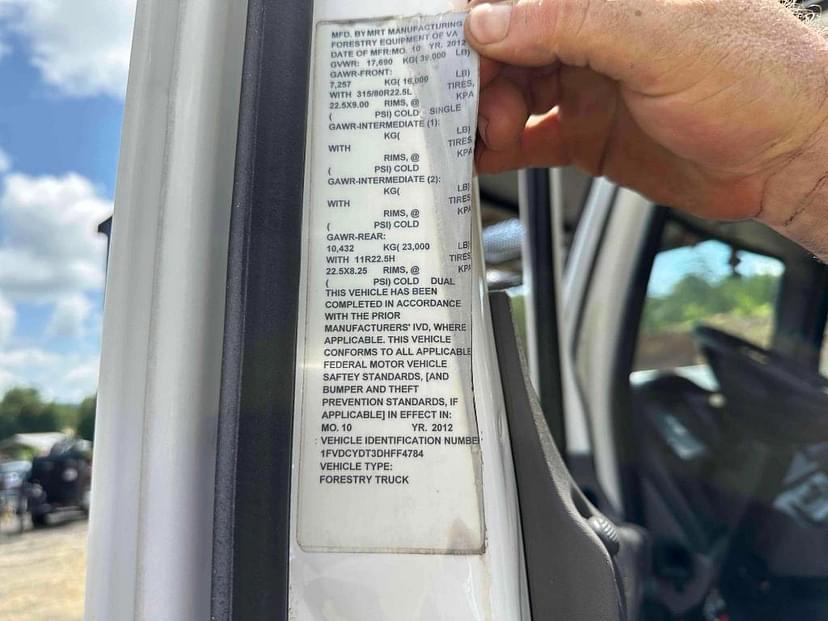 MFD. BY MRT MANUFACTURING
FORESTRY EQUIPMENT OF VA
DATE OF MFR: MO. 10 YR. 2012
GVWR: 17,690 KG( 39,000 LB)
GAWR-FRONT:
7,257 KG( 16,000 LB)
WITH 315/80R22.5L TIRES,
22.5X9.00 RIMS, @ KPA
( PSI) COLD SINGLE
GAWR-INTERMEDIATE (1):
KG( LB)
WITH TIRES,
RIMS, @ KPA
( PSI) COLD
GAWR-INTERMEDIATE (2):
KG( LB)
WITH TIRES,
RIMS, @ KPA
( PSI) COLD
GAWR-REAR:
10,432 KG( 23,000 LB)
WITH 11R22.5H TIRES,
22.5X8.25 RIMS, @ KPA
( PSI) COLD DUAL
THIS VEHICLE HAS BEEN
COMPLETED IN ACCORDANCE
WITH THE PRIOR
MANUFACTURERS' IVD, WHERE
APPLICABLE. THIS VEHICLE
CONFORMS TO ALL APPLICABLE
FEDERAL MOTOR VEHICLE
SAFTEY STANDARDS, [AND
BUMPER AND THEFT
PREVENTION STANDARDS, IF
APPLICABLE] IN EFFECT IN:
MO. 10 YR. 2012
: VEHICLE IDENTIFICATION NUMBE
1FVDCYDT3DHFF4784
VEHICLE TYPE:
FORESTRY TRUCK